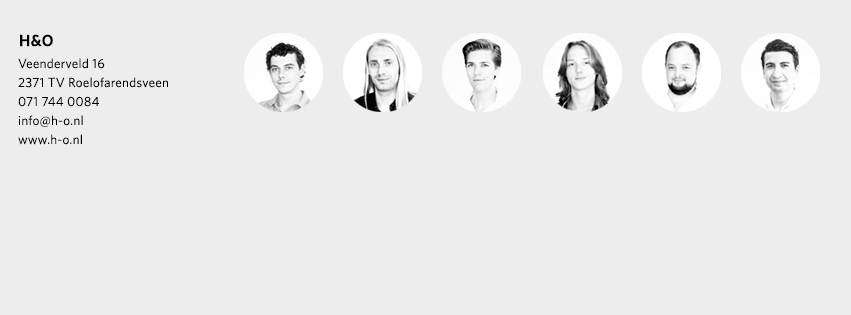 H&O
Veenderveld 16
2371 TV Roelofarendsveen
071 744 0084
info@h-o.nl
www.h-o.nl